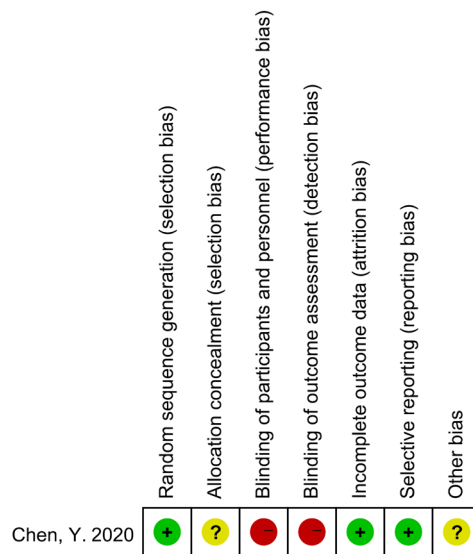 Random sequence generation (selection bias)
Allocation concealment (selection bias)
Blinding of participants and personnel (performance bias)
Blinding of outcome assessment (detection bias)
Incomplete outcome data (attrition bias)
Selective reporting (reporting bias)
Other bias
Chen, Y. 2020 + ? – – + + ?